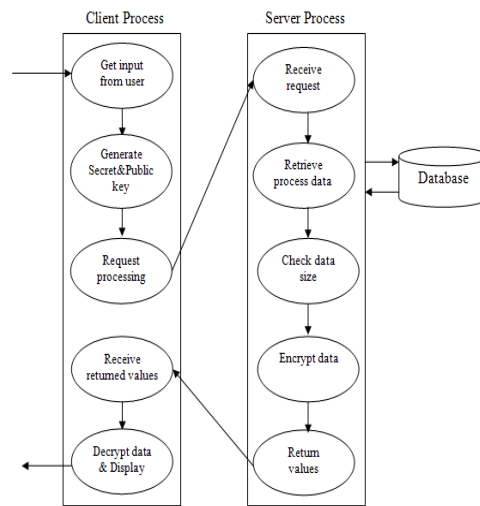 Client Process
Get input
from user
Generate
Secret&Public
key
Request
processing
Receive
returned values
Decrypt data
& Display
Server Process
Receive
request
Retrieve
process data
Check data
size
Encrypt data
Return
values
Database